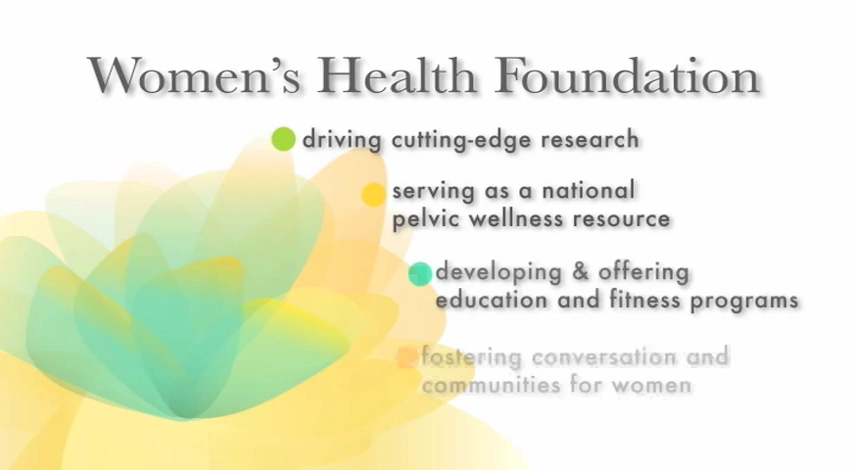 Women's Health Foundation
driving cutting-edge research
serving as a national
pelvic wellness resource
developing & offering
education and fitness programs
fostering conversation and
communities for women